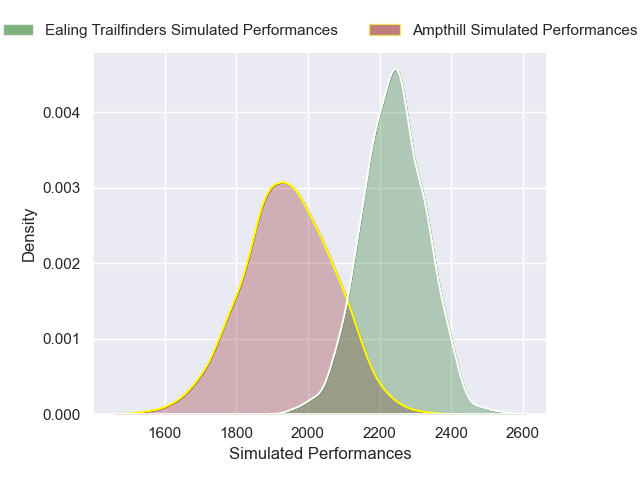 Ealing Trailfinders Simulated Performances
Ampthill Simulated Performances
0.004
0.003
0.002
0.001
0.000
Density
1600 1800 2000 2200 2400 2600
Simulated Performances